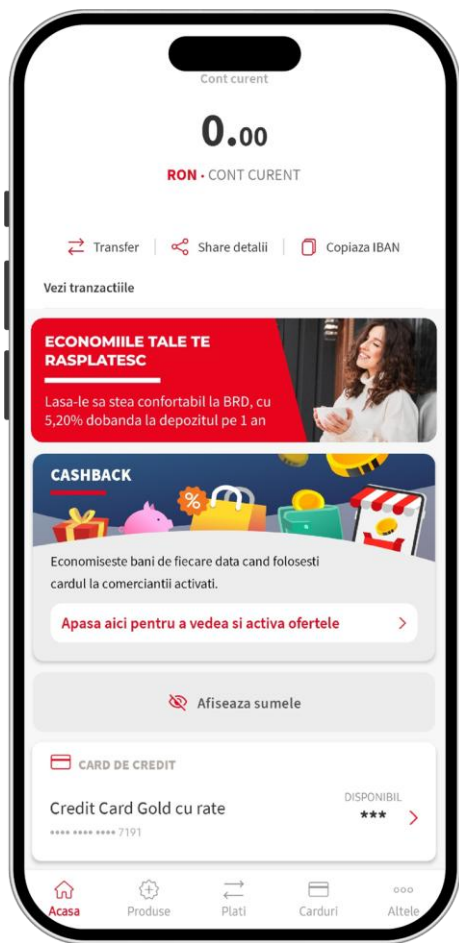 Cont curent
0.00
RON • CONT CURENT
Transfer
Share detalii
Copiaza IBAN
Vezi tranzactiile
ECONOMIILE TALE TE
RASPLATESC
Lasa-le sa stea confortabil la BRD, cu
5,20% dobanda la depozitul pe 1 an
CASHBACK
%
Economiseste bani de fiecare data cand folosesti
cardul la comerciantii activati.
Apasa aici pentru a vedea si activa ofertele
Afiseaza sumele
CARD DE CREDIT
Credit Card Gold cu rate
DISPONIBIL
***
•••• •••• •••• 7191
Acasa
Produse
Plati
Carduri
Altele